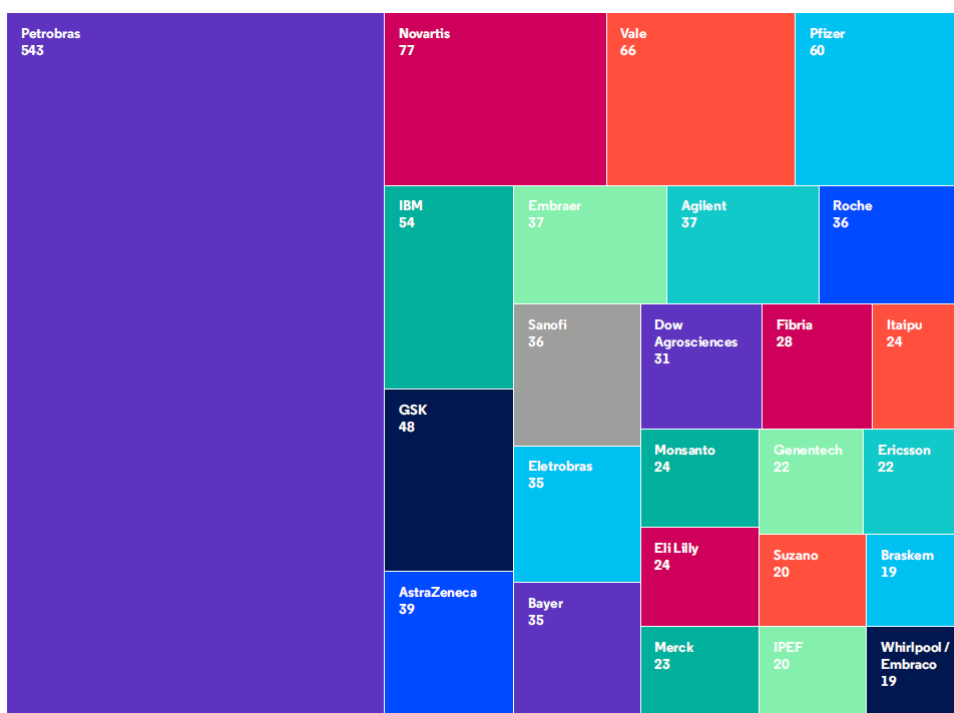 Petrobras
543
Novartis
77
Vale
66
Pfizer
60
IBM
54
Embraer
37
Agilent
37
Roche
36
Sanofi
36
Dow
Agrosciences
31
Fibria
28
Itaipu
24
GSK
48
Monsanto
24
Genentech
22
Ericsson
22
Eletrobras
35
Eli Lilly
24
Suzano
20
Braskem
19
AstraZeneca
39
Bayer
35
Merck
23
IPEF
20
Whirlpool /
Embraco
19